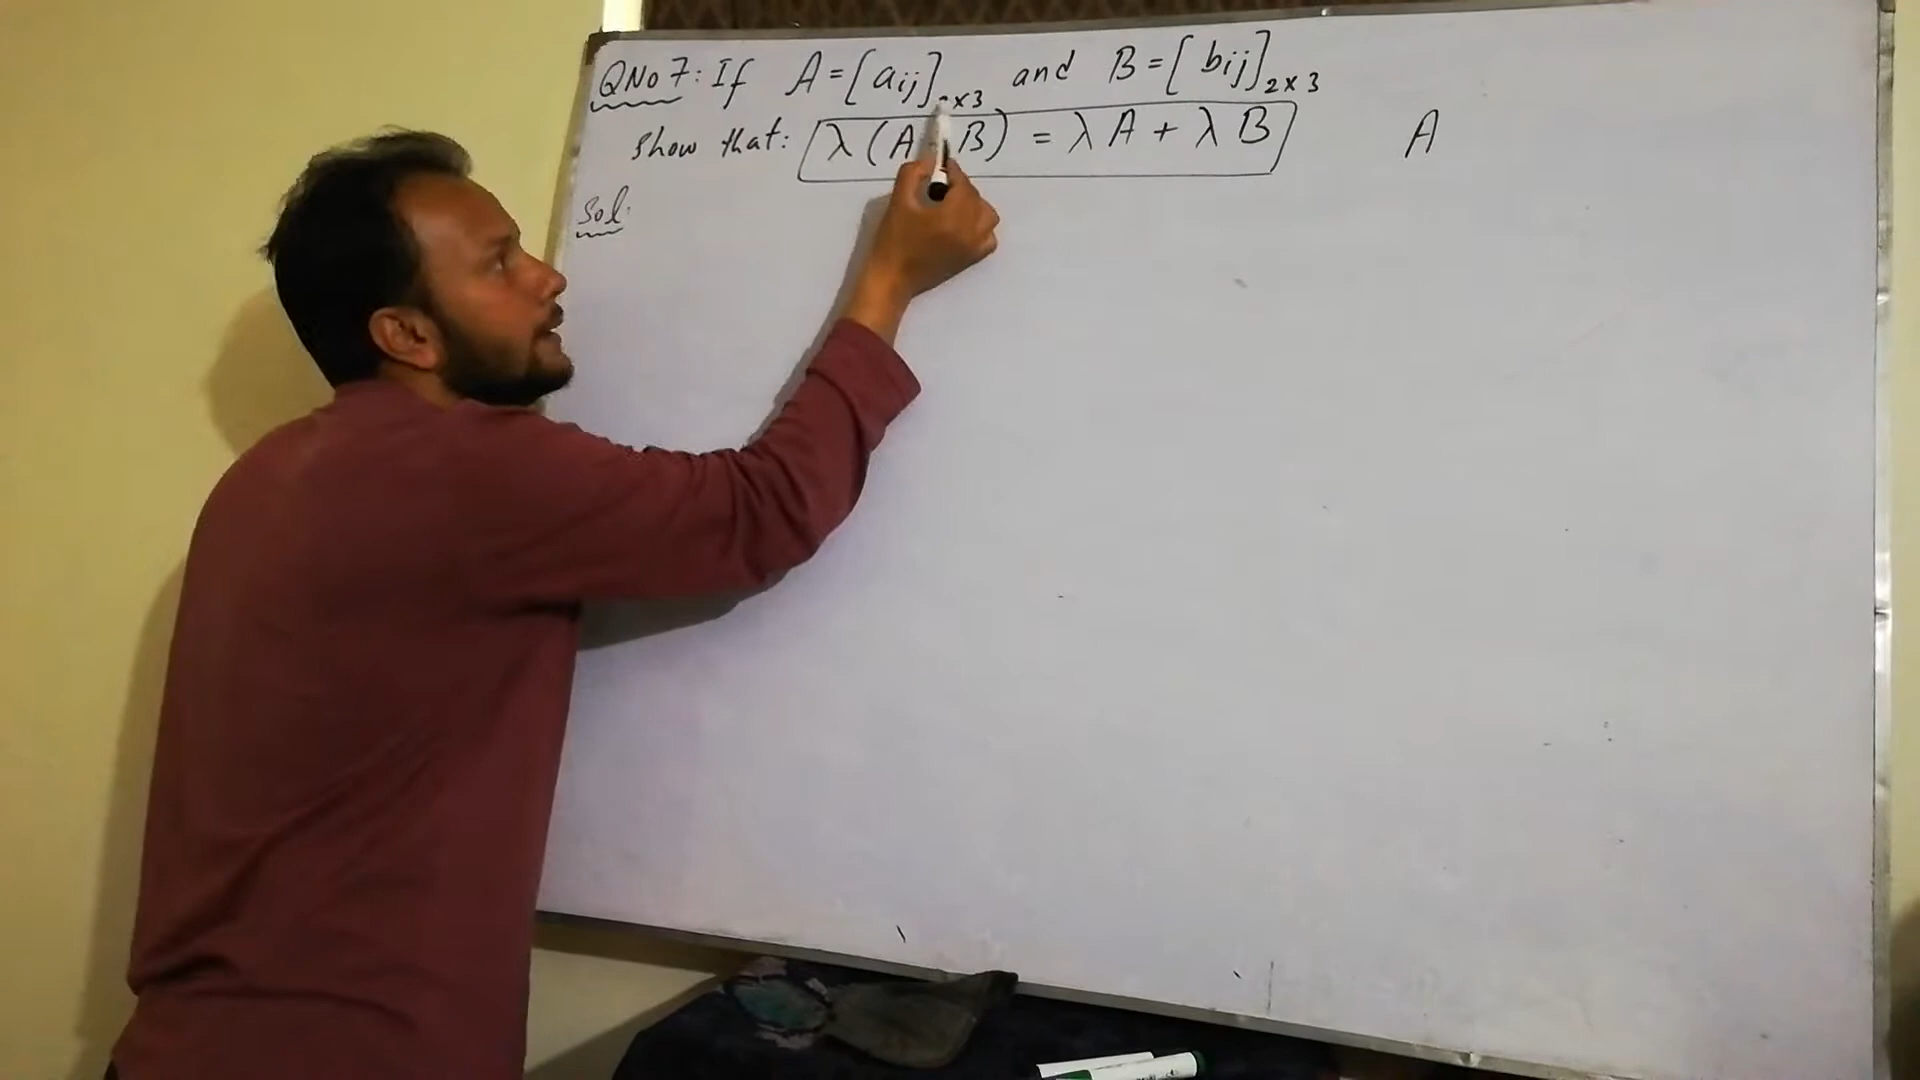 QNo 7: If A = [aij]2×3 and B = [bij]2×3
Show that: λ(A B) = λA + λB
A
Sol: